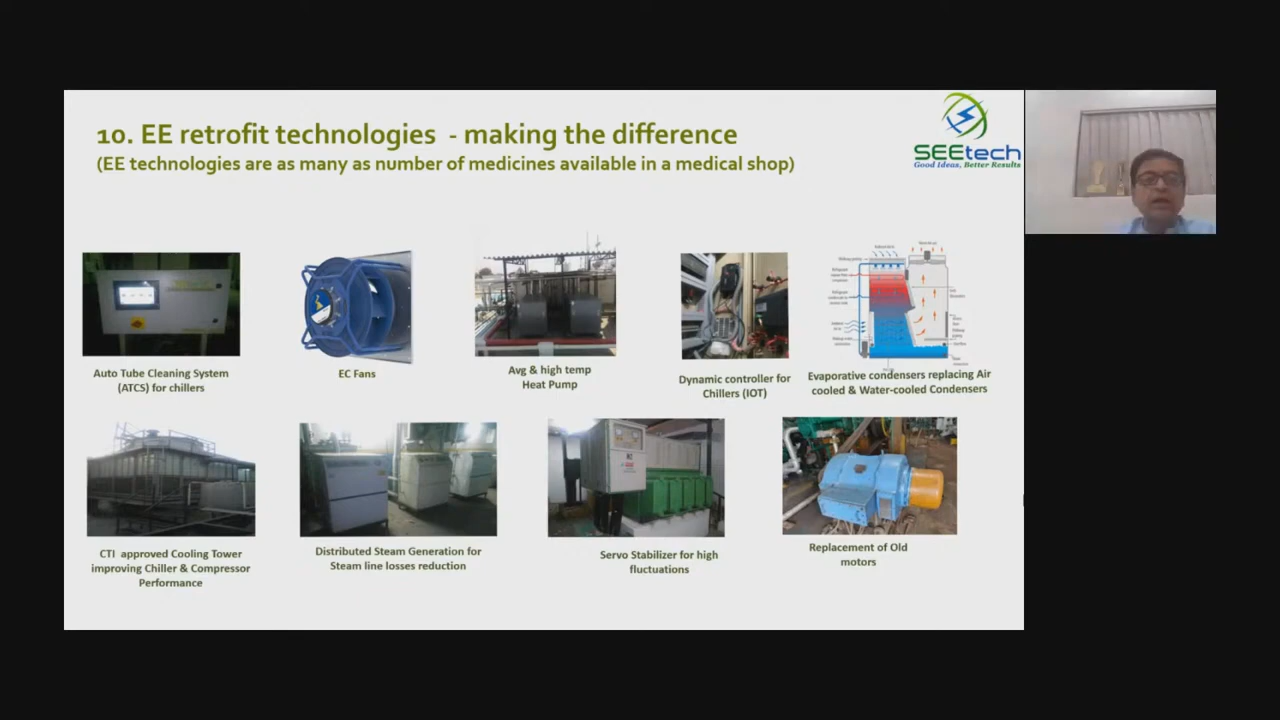 10. EE retrofit technologies - making the difference
(EE technologies are as many as number of medicines available in a medical shop)
SEEtech
Good Ideas, Better Results
Auto Tube Cleaning System
(ATCS) for chillers
EC Fans
Avg & high temp
Heat Pump
Dynamic controller for
Chillers (IOT)
Evaporative condensers replacing Air
cooled & Water-cooled Condensers
CTI approved Cooling Tower
improving Chiller & Compressor
Performance
Distributed Steam Generation for
Steam line losses reduction
Servo Stabilizer for high
fluctuations
Replacement of Old
motors